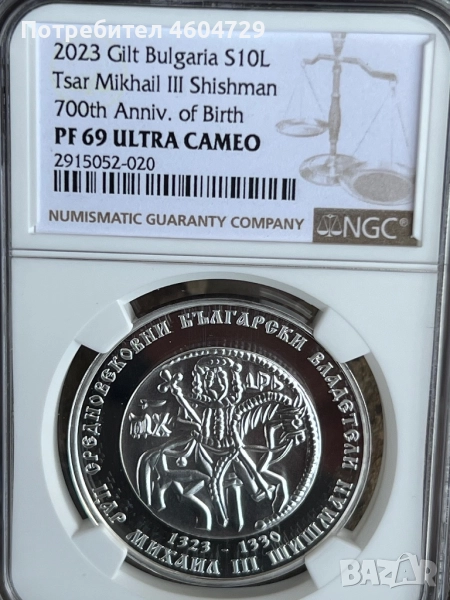 Потребител 4604729
2023 Gilt Bulgaria S10L
Tsar Mikhail III Shishman
700th Anniv. of Birth
PF 69 ULTRA CAMEO
2915052-020
NUMISMATIC GUARANTY COMPANY
NGC
СРЕДНОВЕКОВНИ БЪЛГАРСКИ ВЛАДЕТЕЛИ
ЦАР МИХАИЛ III ШИШМАН
1323 - 1330
BAZAR